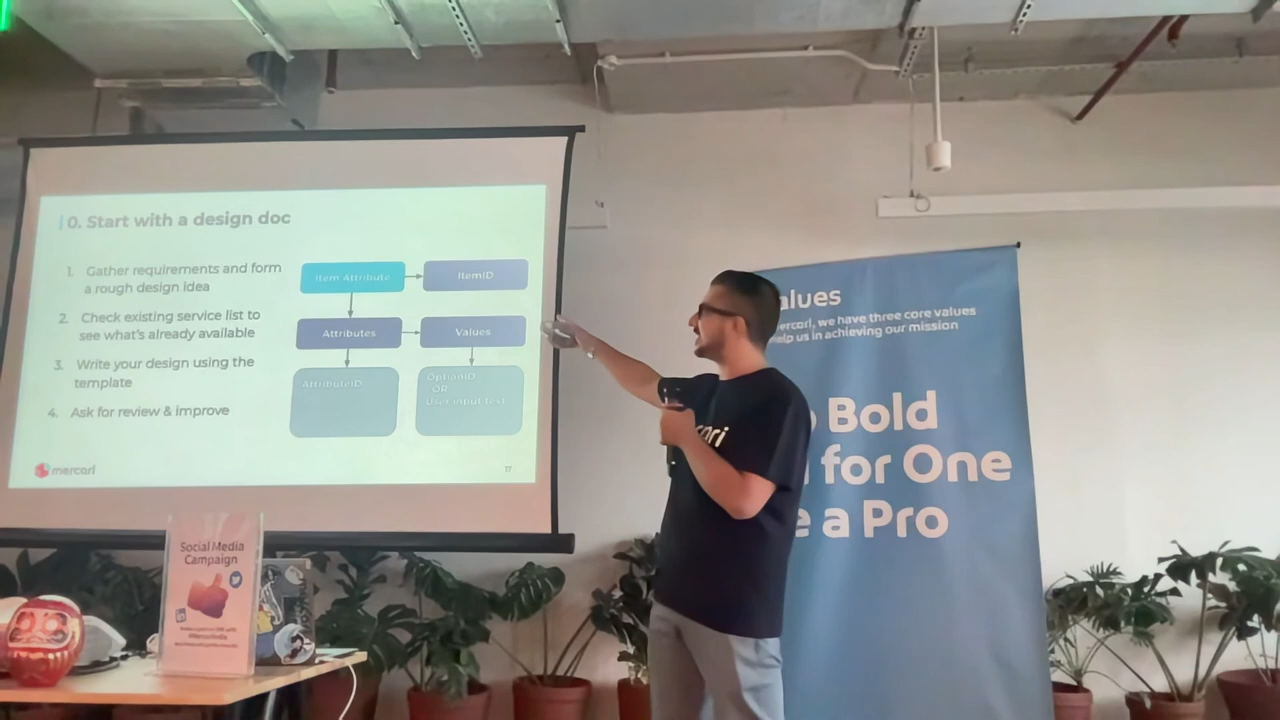 0. Start with a design doc
1. Gather requirements and form
a rough design idea
2. Check existing service list to
see what's already available
3. Write your design using the
template
4. Ask for review & improve
Item Attribute
ItemID
Attributes
Values
AttributeID
OptionID
OR
User input text
mercari
17
Social Media
Campaign
alues
ercari, we have three core values
help us in achieving our mission
Bold
for One
e a Pro